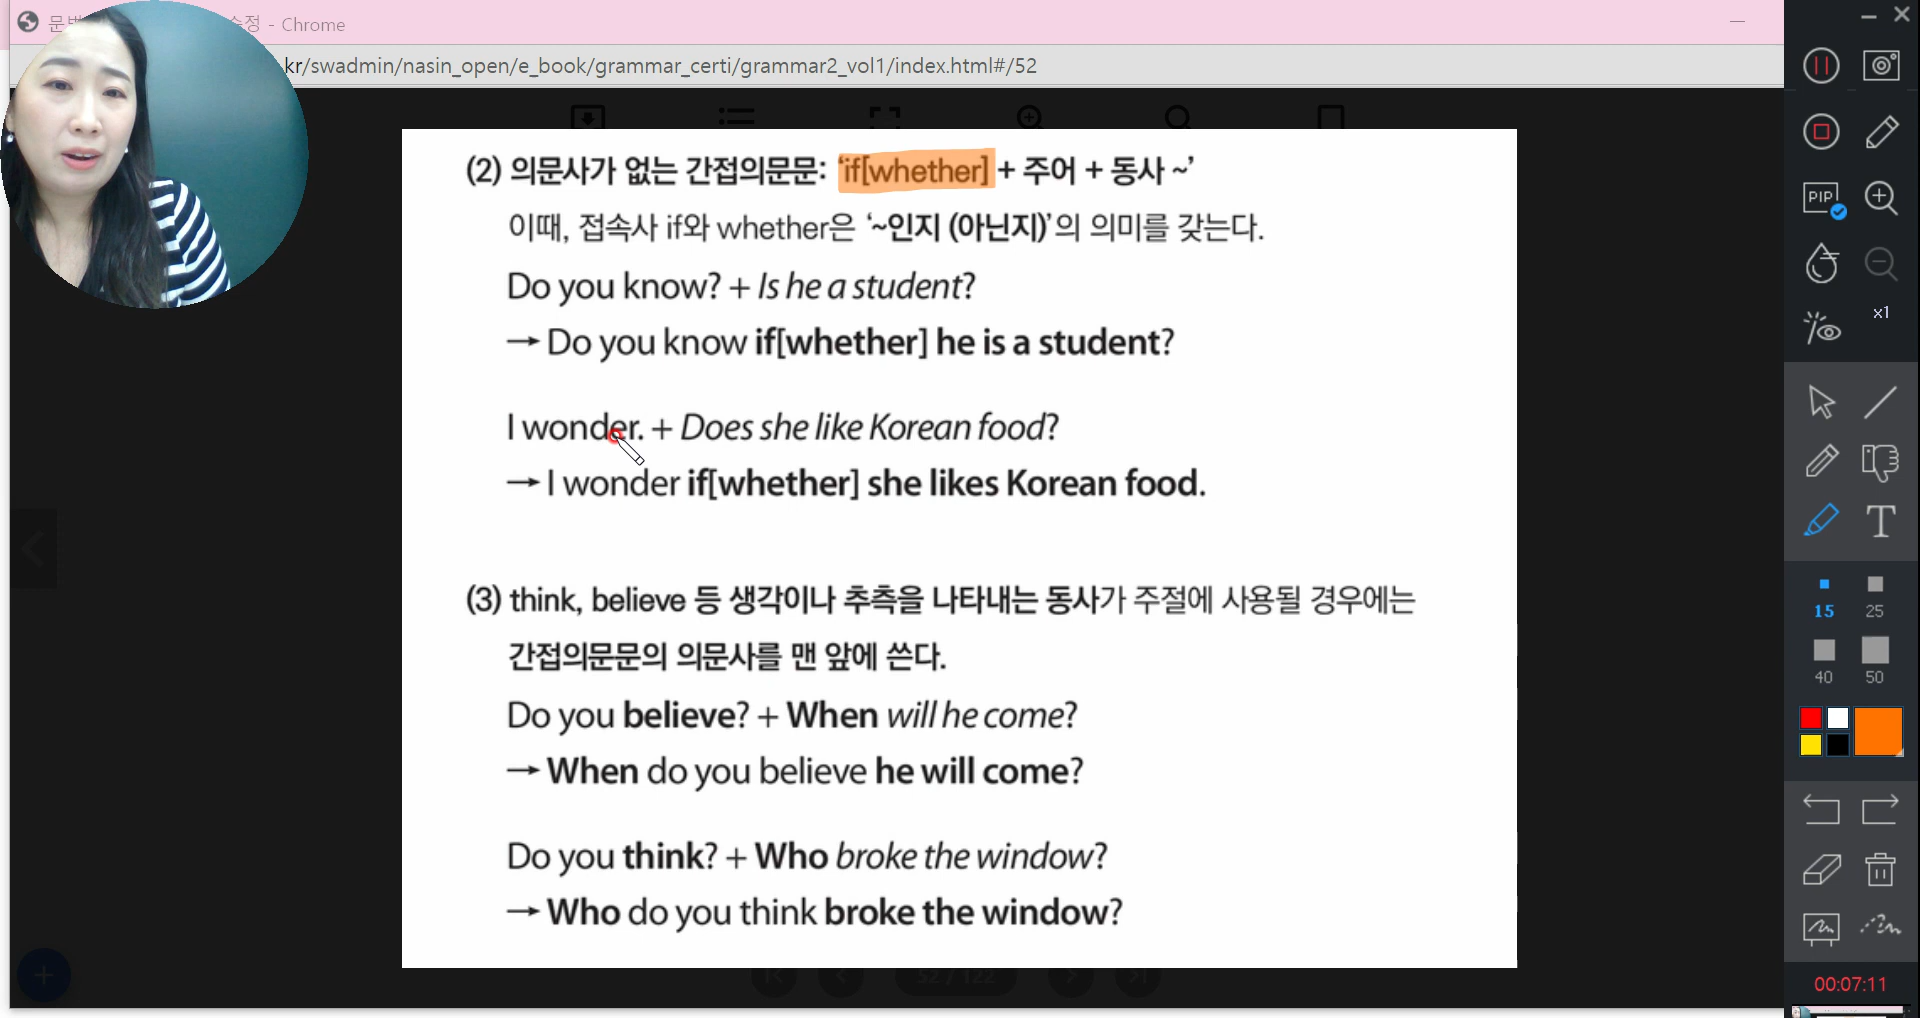 수정 - Chrome
kr/swadmin/nasin_open/e_book/grammar_certi/grammar2_vol1/index.html#/52
(2) 의문사가 없는 간접의문문: ‘if[whether] + 주어 + 동사 ~’
이때, 접속사 if와 whether은 ‘~인지 (아닌지)’의 의미를 갖는다.
Do you know? + Is he a student?
→ Do you know if[whether] he is a student?
I wonder. + Does she like Korean food?
→ I wonder if[whether] she likes Korean food.
(3) think, believe 등 생각이나 추측을 나타내는 동사가 주절에 사용될 경우에는
간접의문문의 의문사를 맨 앞에 쓴다.
Do you believe? + When will he come?
→ When do you believe he will come?
Do you think? + Who broke the window?
→ Who do you think broke the window?
52 / 122
PIP
x1
T
15 25
40 50
00:07:11